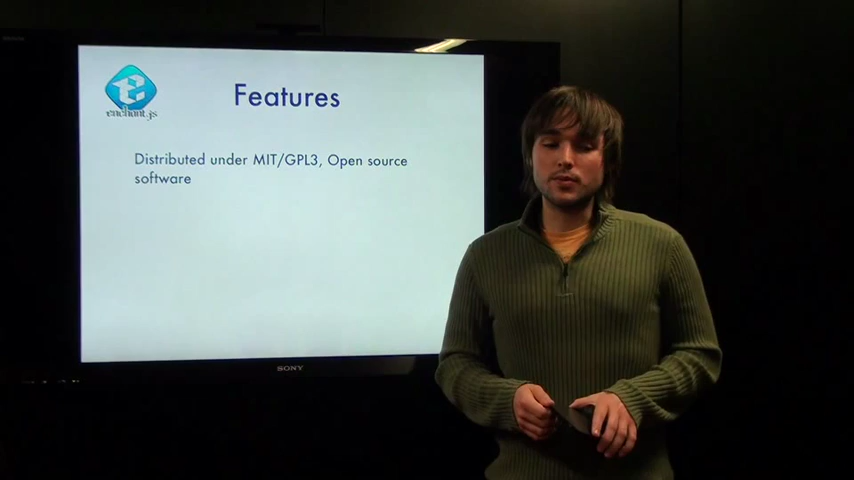 Features
enchant.js
Distributed under MIT/GPL3, Open source
software
SONY